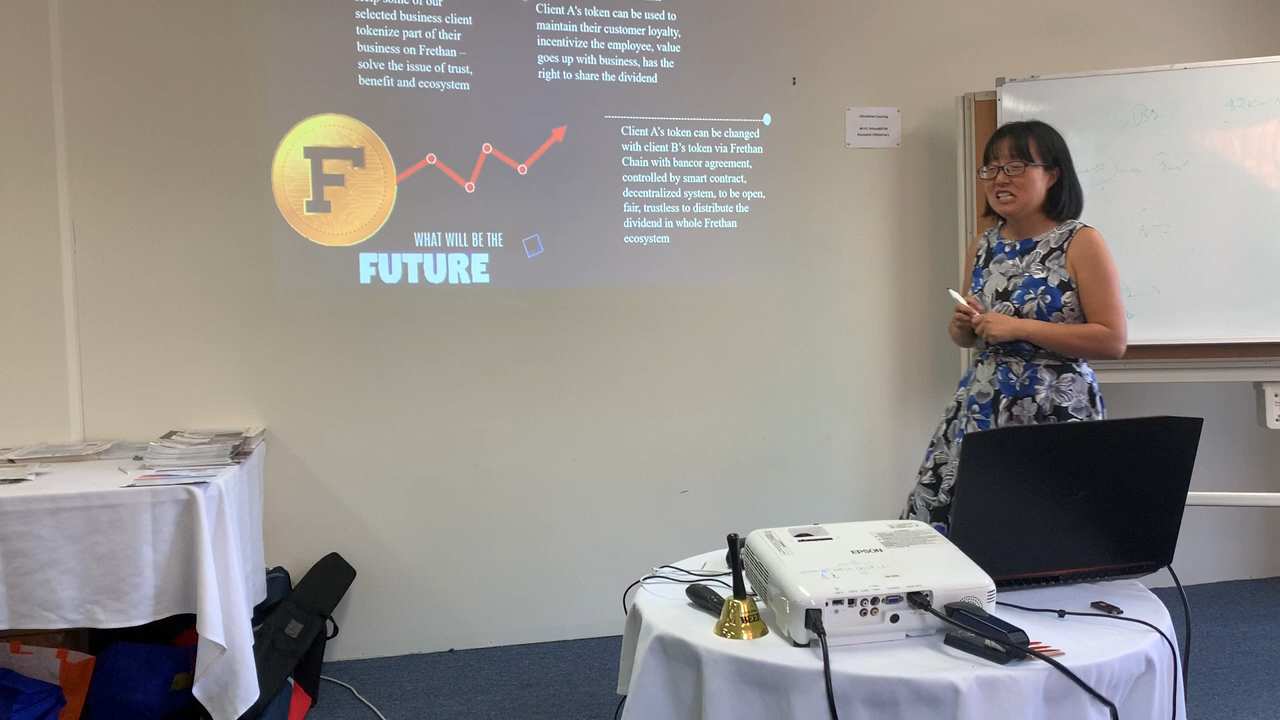 selected business client
tokenize part of their
business on Frethan –
solve the issue of trust,
benefit and ecosystem
Client A's token can be used to
maintain their customer loyalty,
incentivize the employee, value
goes up with business, has the
right to share the dividend
F
WHAT WILL BE THE
FUTURE
Client A's token can be changed
with client B's token via Frethan
Chain with bancor agreement,
controlled by smart contract,
decentralized system, to be open,
fair, trustless to distribute the
dividend in whole Frethan
ecosystem
EPSON